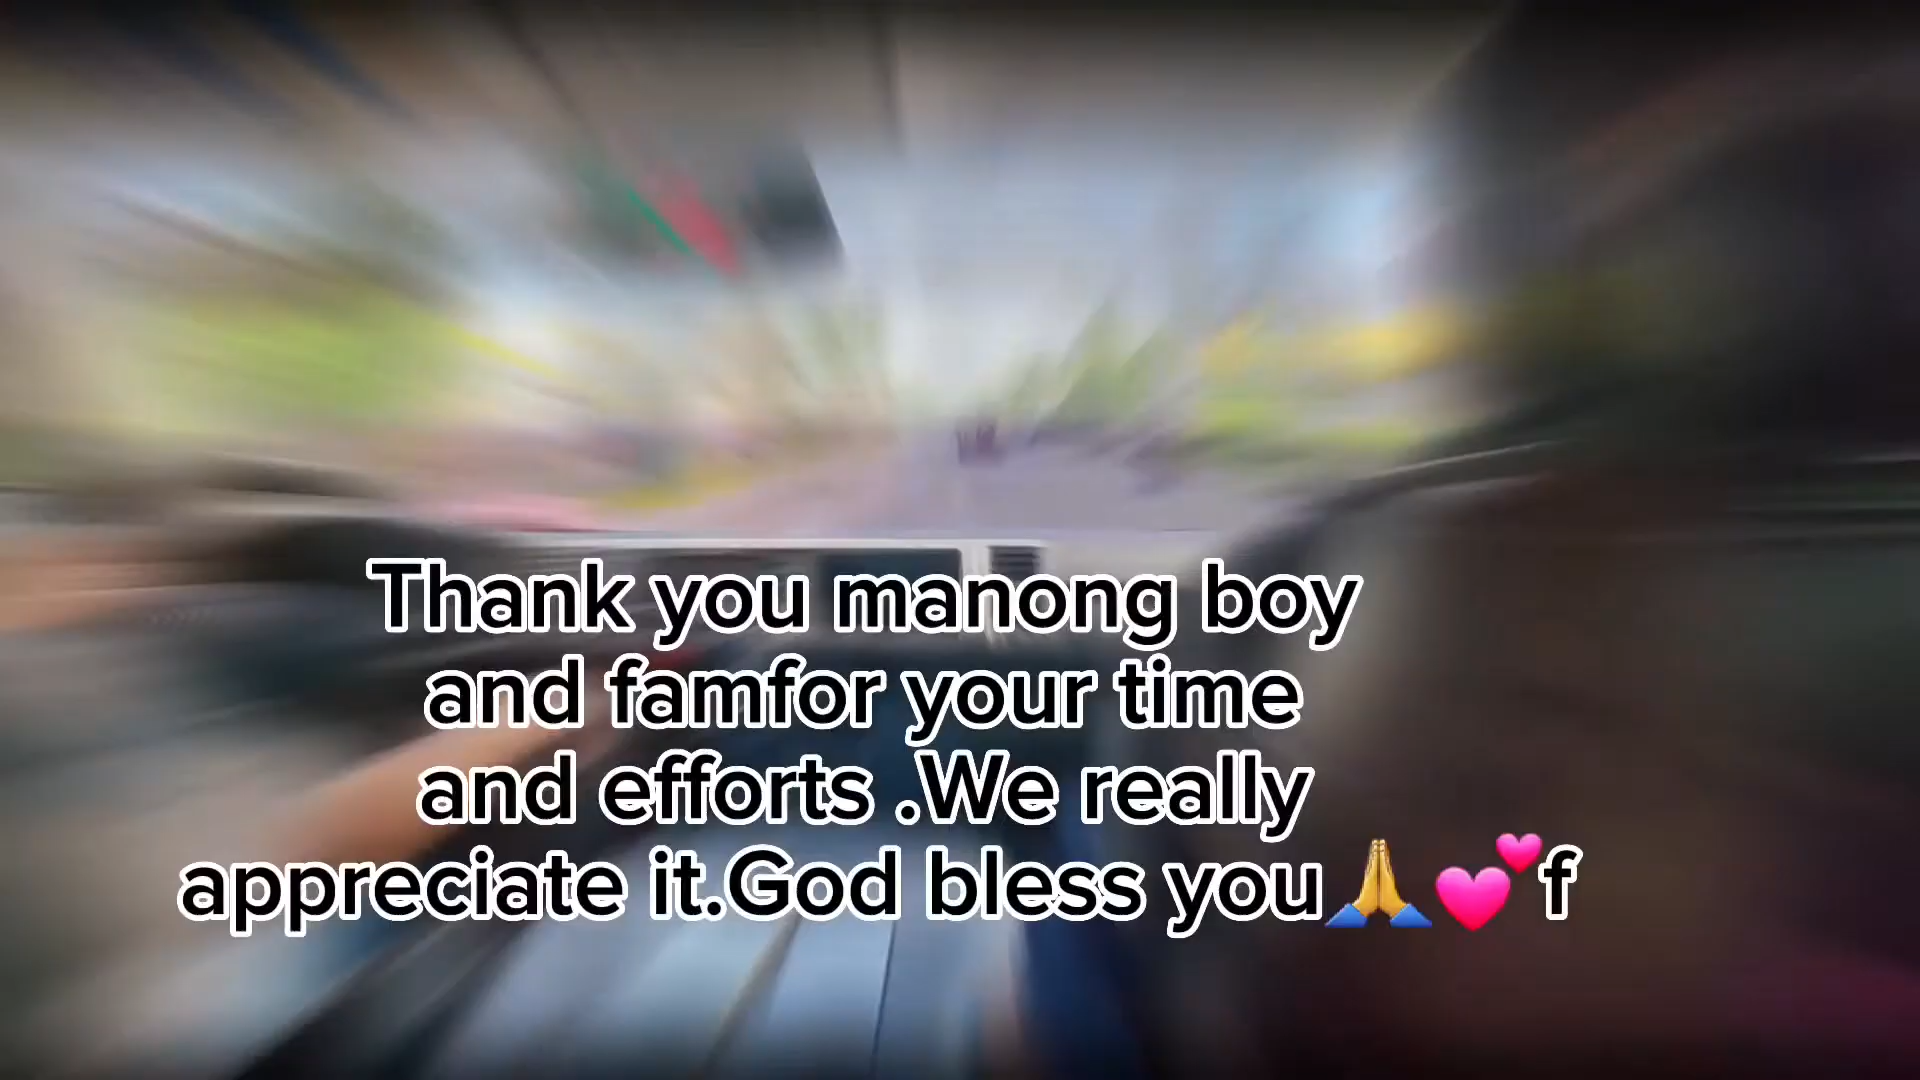 Thank you manong boy
and famfor your time
and efforts .We really
appreciate it.God bless you🙏💕f